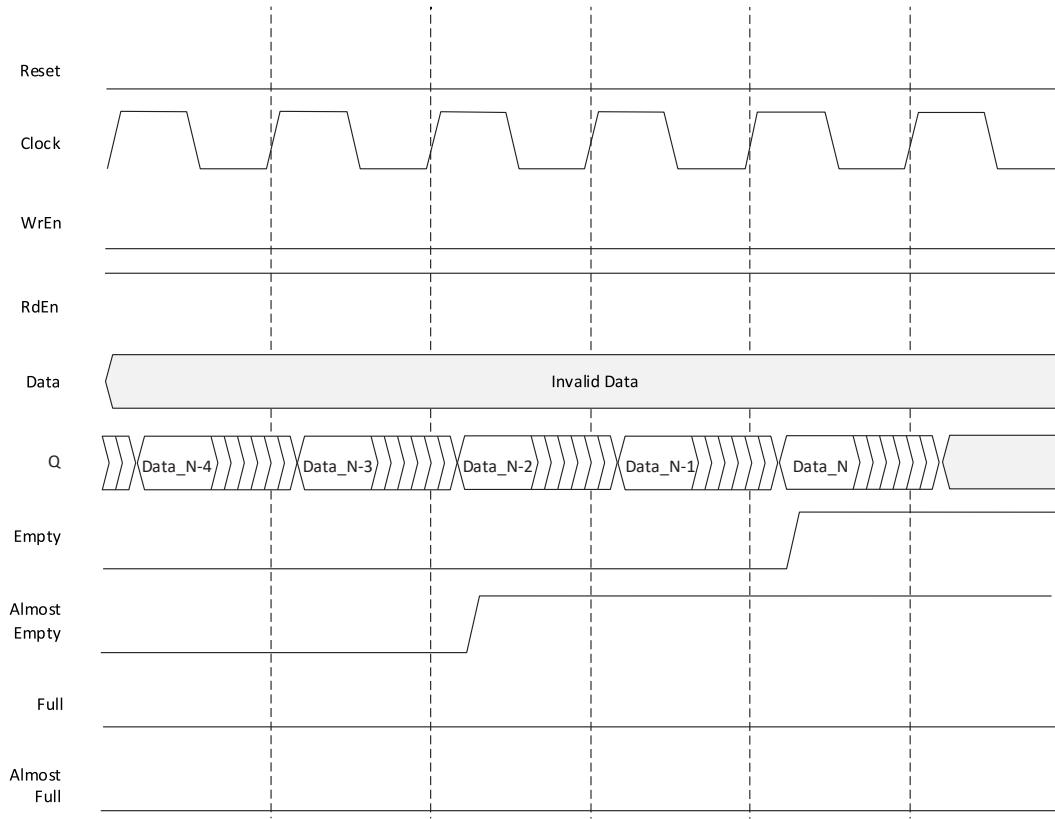 Reset
Clock
WrEn
RdEn
Data
Invalid Data
Q
Data_N-4
Data_N-3
Data_N-2
Data_N-1
Data_N
Empty
Almost
Empty
Full
Almost
Full